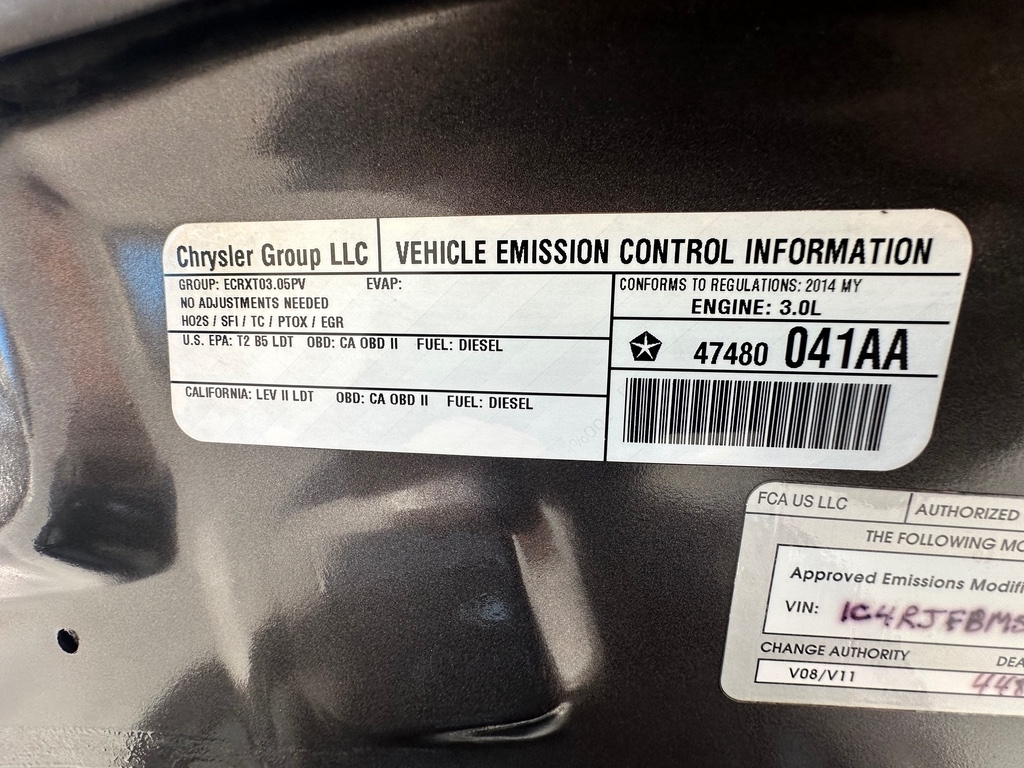 Chrysler Group LLC
VEHICLE EMISSION CONTROL INFORMATION
GROUP: ECRXT03.05PV EVAP:
NO ADJUSTMENTS NEEDED
HO2S / SFI / TC / PTOX / EGR
U.S. EPA: T2 B5 LDT OBD: CA OBD II FUEL: DIESEL
CALIFORNIA: LEV II LDT OBD: CA OBD II FUEL: DIESEL
CONFORMS TO REGULATIONS: 2014 MY
ENGINE: 3.0L
47480 041AA
FCA US LLC
AUTHORIZED
THE FOLLOWING MO
Approved Emissions Modifi
VIN: 1C4RJFBM5
CHANGE AUTHORITY DEA
V08/V11 448